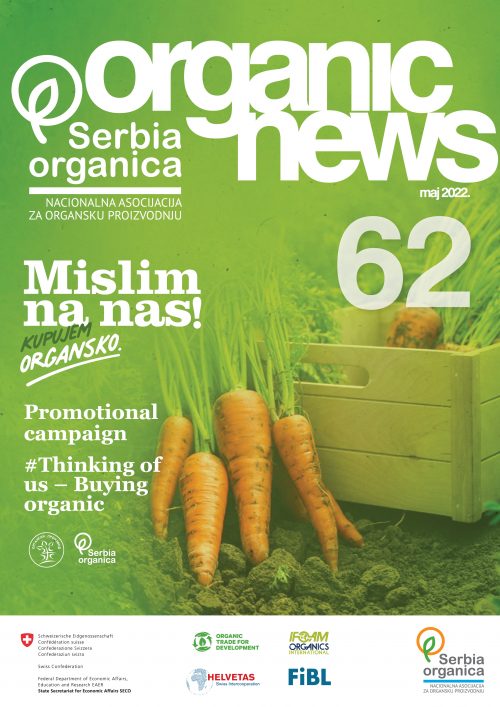 organic
news
Serbia
organica
NACIONALNA ASOCIJACIJA
ZA ORGANSKU PROIZVODNJU
maj 2022.
62
Mislim
na nas!
KUPUJEM
ORGANSKO.
Promotional
campaign
#Thinking of
us – Buying
organic
Serbia
organica
Schweizerische Eidgenossenschaft
Confédération suisse
Confederazione Svizzera
Confederaziun svizra
Swiss Confederation
Federal Department of Economic Affairs,
Education and Research EAER
State Secretariat for Economic Affairs SECO
ORGANIC
TRADE FOR
DEVELOPMENT
HELVETAS
Swiss Intercooperation
IFOAM
ORGANICS
INTERNATIONAL
FiBL
Serbia
organica
NACIONALNA ASOCIJACIJA
ZA ORGANSKU PROIZVODNJU